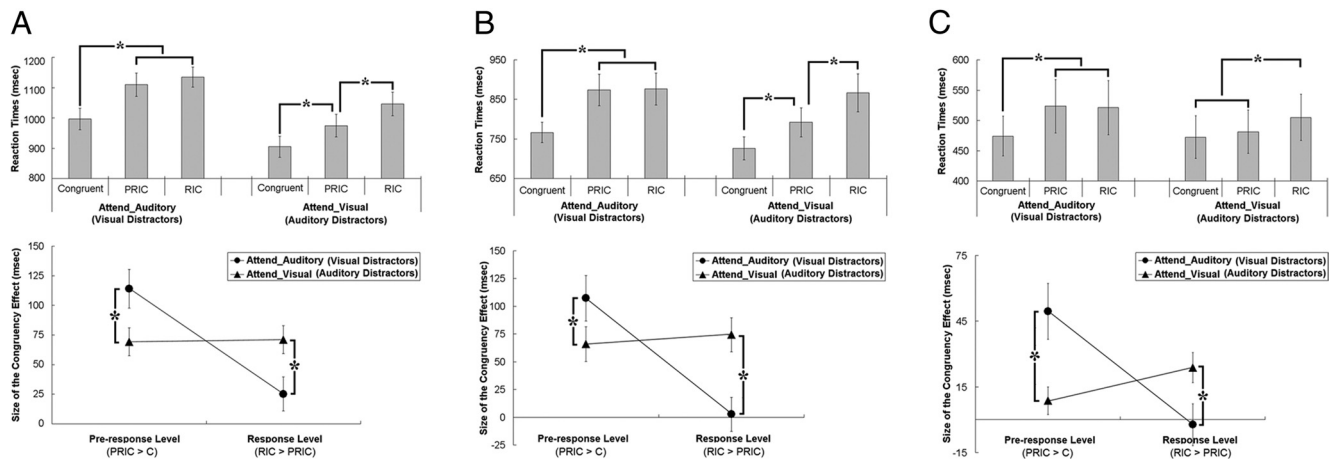 A
Reaction Times (msec)
1200
1100
1000
900
800
*
*
*
Congruent PRIC RIC Congruent PRIC RIC
Attend_Auditory Attend_Visual
(Visual Distractors) (Auditory Distractors)
Size of the Congruency Effect (msec)
150
125
100
75
50
25
0
Attend_Auditory (Visual Distractors)
Attend_Visual (Auditory Distractors)
*
*
Pre-response Level Response Level
(PRIC > C) (RIC > PRIC)
B
Reaction Times (msec)
950
850
750
650
*
*
*
Congruent PRIC RIC Congruent PRIC RIC
Attend_Auditory Attend_Visual
(Visual Distractors) (Auditory Distractors)
Size of the Congruency Effect (msec)
150
125
100
75
50
25
0
-25
Attend_Auditory (Visual Distractors)
Attend_Visual (Auditory Distractors)
*
*
Pre-response Level Response Level
(PRIC > C) (RIC > PRIC)
C
Reaction Times (msec)
600
550
500
450
400
*
*
Congruent PRIC RIC Congruent PRIC RIC
Attend_Auditory Attend_Visual
(Visual Distractors) (Auditory Distractors)
Size of the Congruency Effect (msec)
75
45
15
-15
Attend_Auditory (Visual Distractors)
Attend_Visual (Auditory Distractors)
*
*
Pre-response Level Response Level
(PRIC > C) (RIC > PRIC)